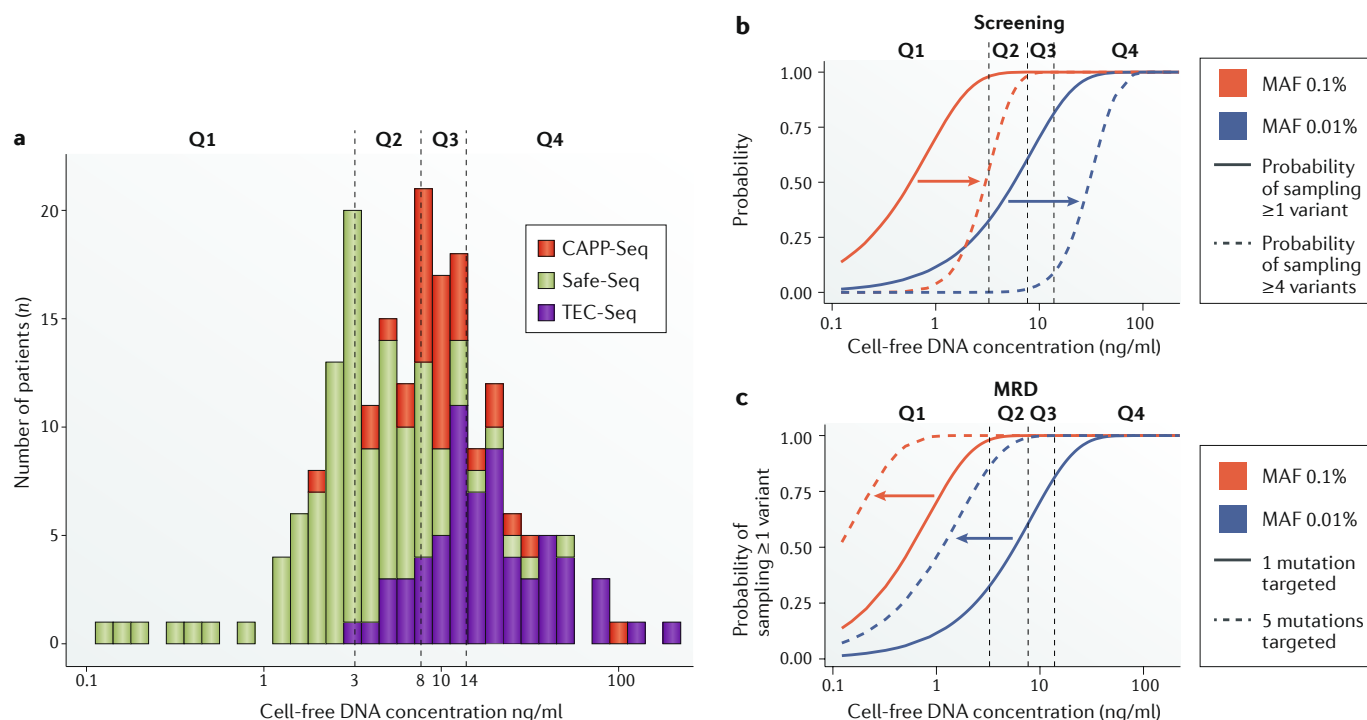 a
Q1 Q2 Q3 Q4
Number of patients (n)
20
15
10
5
0
CAPP-Seq
Safe-Seq
TEC-Seq
0.1 1 3 8 10 14 100
Cell-free DNA concentration ng/ml
b
Screening
Q1 Q2 Q3 Q4
Probability
1.00
0.75
0.50
0.25
0.00
0.1 1 10 100
Cell-free DNA concentration (ng/ml)
MAF 0.1%
MAF 0.01%
Probability
of sampling
≥1 variant
Probability
of sampling
≥4 variants
c
MRD
Q1 Q2 Q3 Q4
Probability of
sampling ≥1 variant
1.00
0.75
0.50
0.25
0.00
0.1 1 10 100
Cell-free DNA concentration (ng/ml)
MAF 0.1%
MAF 0.01%
1 mutation
targeted
5 mutations
targeted